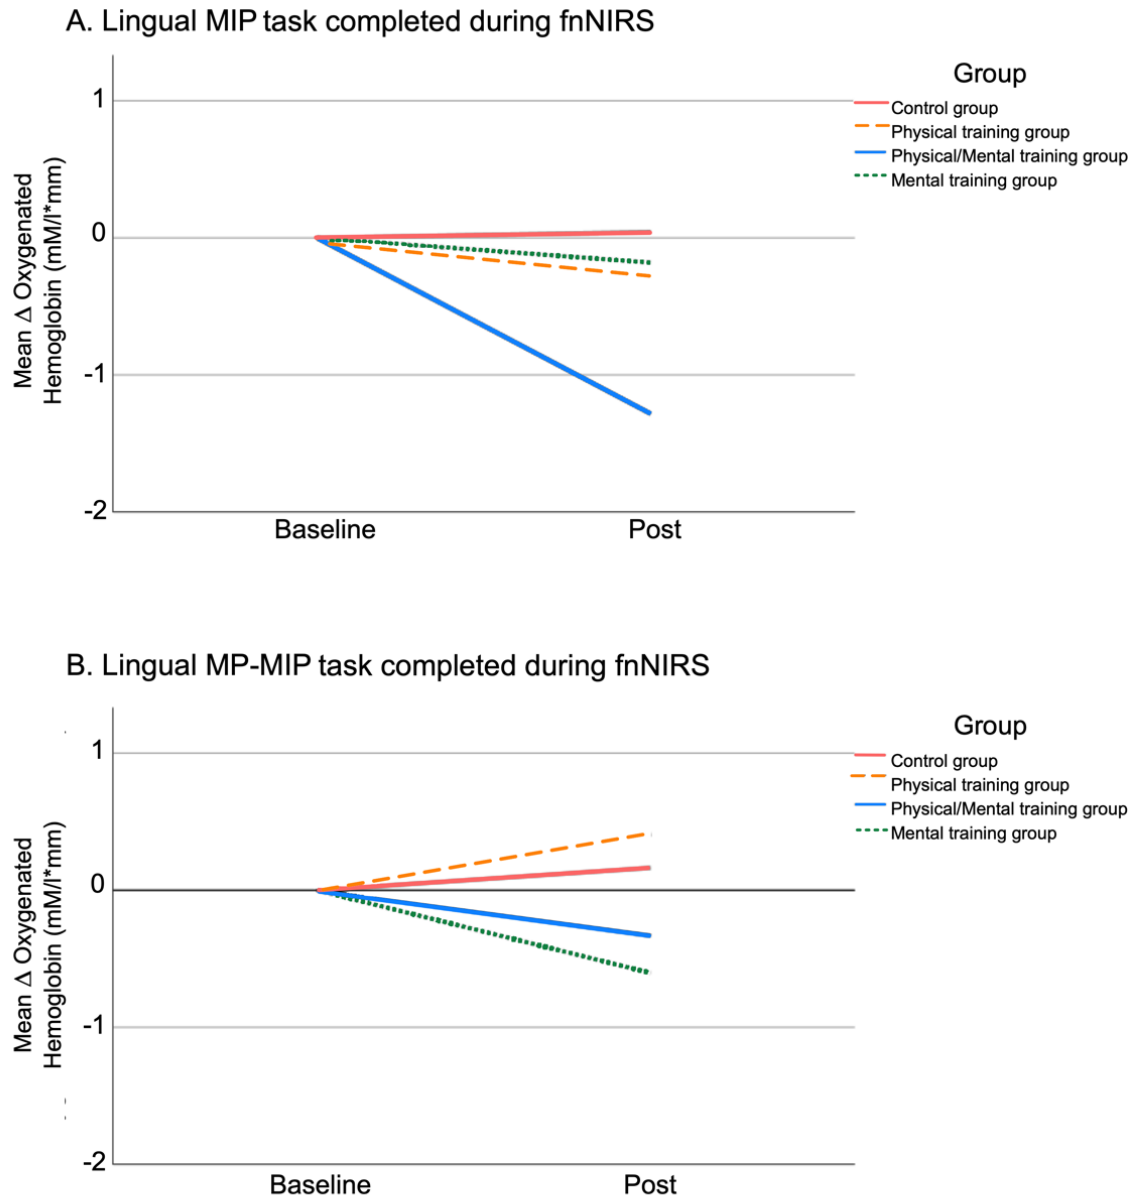 A. Lingual MIP task completed during fnNIRS
Group
Control group
Physical training group
Physical/Mental training group
Mental training group
1
0
-1
-2
Mean Δ Oxygenated
Hemoglobin (mM/l*mm)
Baseline
Post
B. Lingual MP-MIP task completed during fnNIRS
Group
Control group
Physical training group
Physical/Mental training group
Mental training group
1
0
-1
-2
Mean Δ Oxygenated
Hemoglobin (mM/l*mm)
Baseline
Post